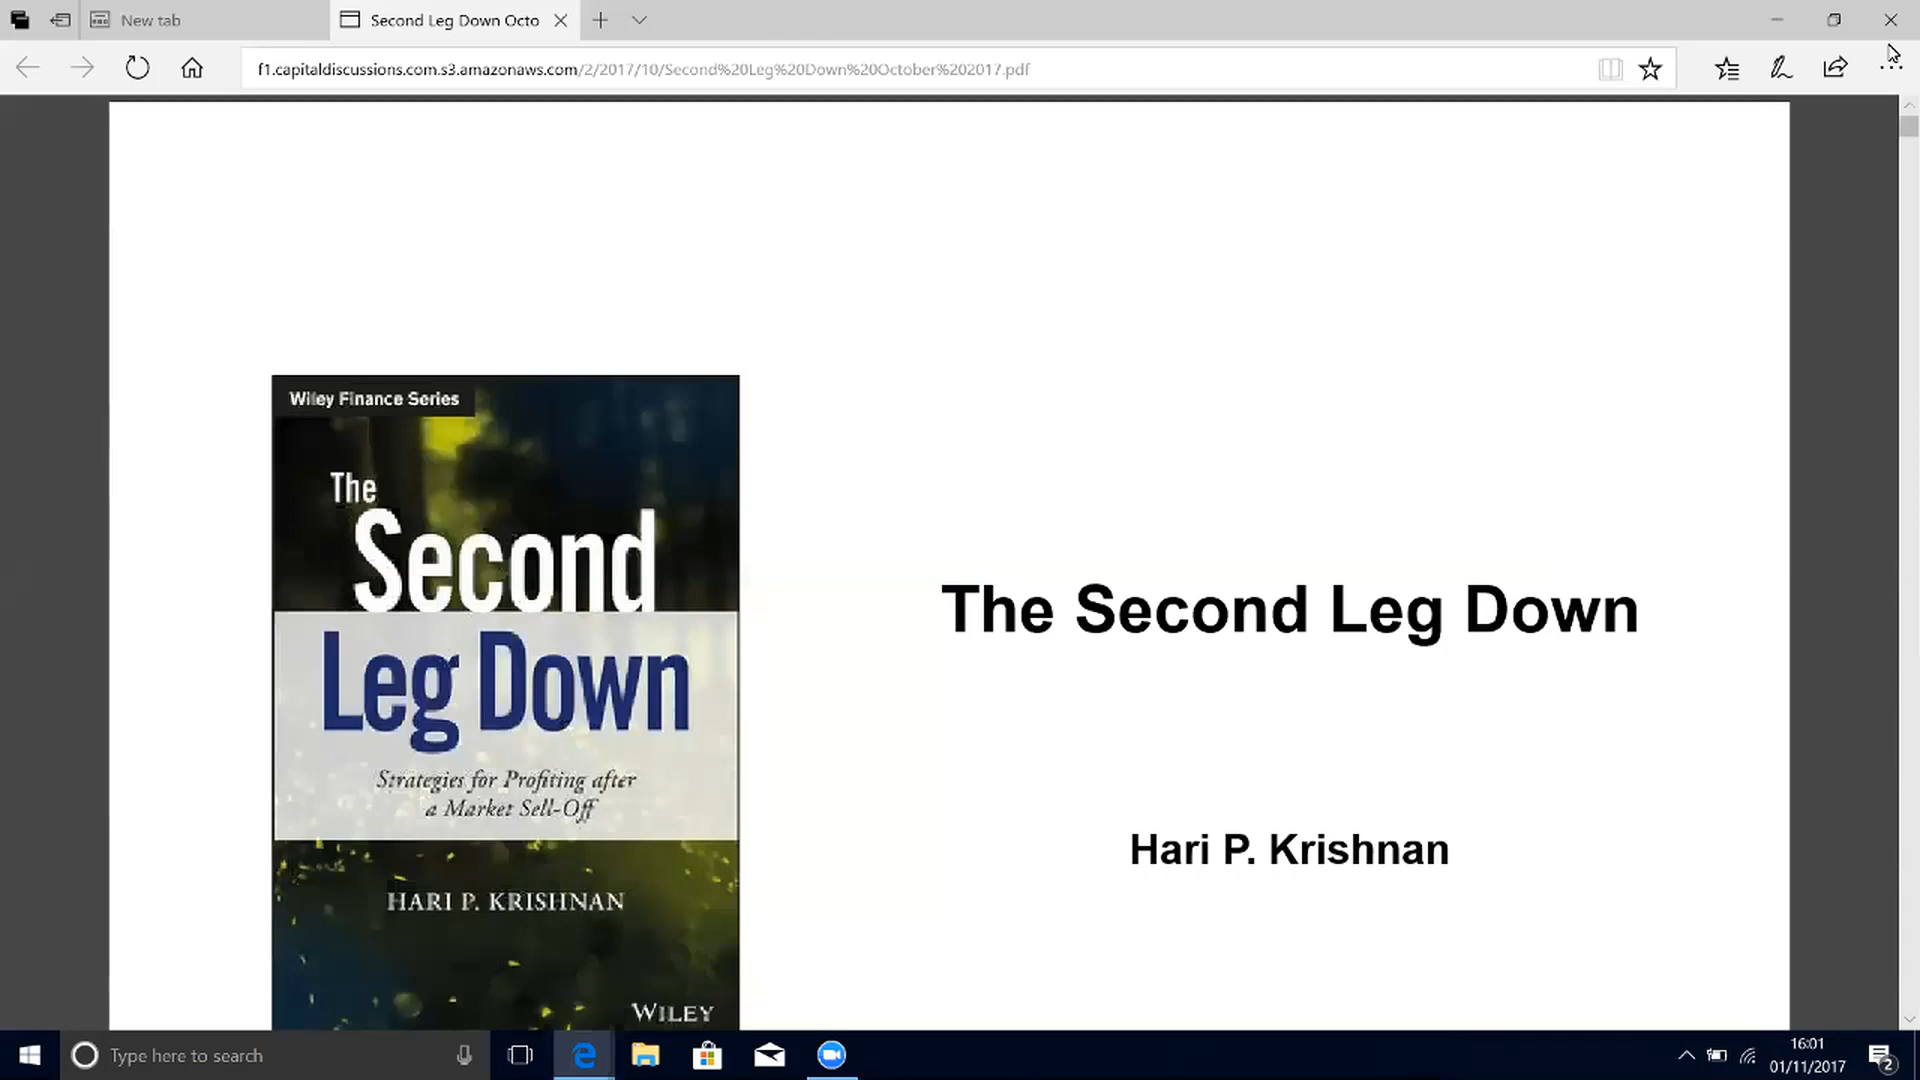 New tab
Second Leg Down Octo
f1.capitaldiscussions.com.s3.amazonaws.com/2/2017/10/Second%20Leg%20Down%20October%202017.pdf
Wiley Finance Series
The
Second
Leg Down
Strategies for Profiting after
a Market Sell-Off
HARI P. KRISHNAN
WILEY
The Second Leg Down
Hari P. Krishnan
Type here to search
16:01
01/11/2017
2